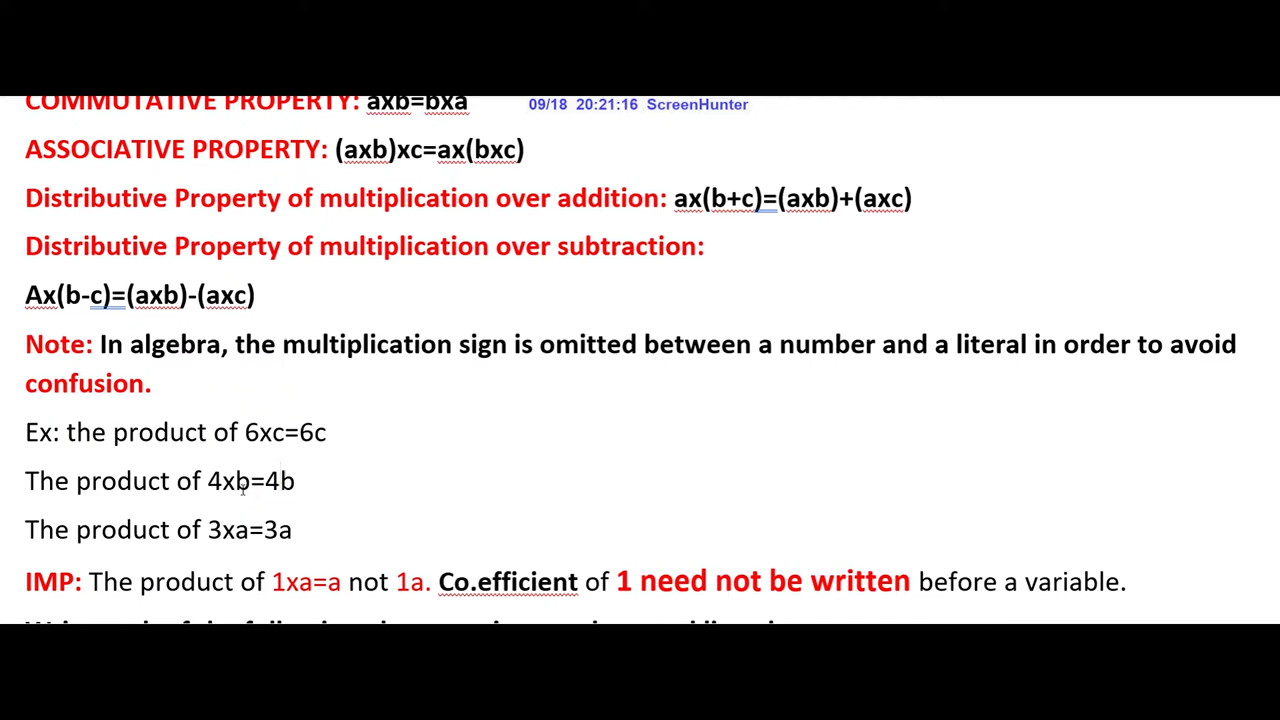 COMMUTATIVE PROPERTY: axb=bxa 09/18 20:21:16 ScreenHunter
ASSOCIATIVE PROPERTY: (axb)xc=ax(bxc)
Distributive Property of multiplication over addition: ax(b+c)=(axb)+(axc)
Distributive Property of multiplication over subtraction:
Ax(b-c)=(axb)-(axc)
Note: In algebra, the multiplication sign is omitted between a number and a literal in order to avoid
confusion.
Ex: the product of 6xc=6c
The product of 4xb=4b
The product of 3xa=3a
IMP: The product of 1xa=a not 1a. Co.efficient of 1 need not be written before a variable.